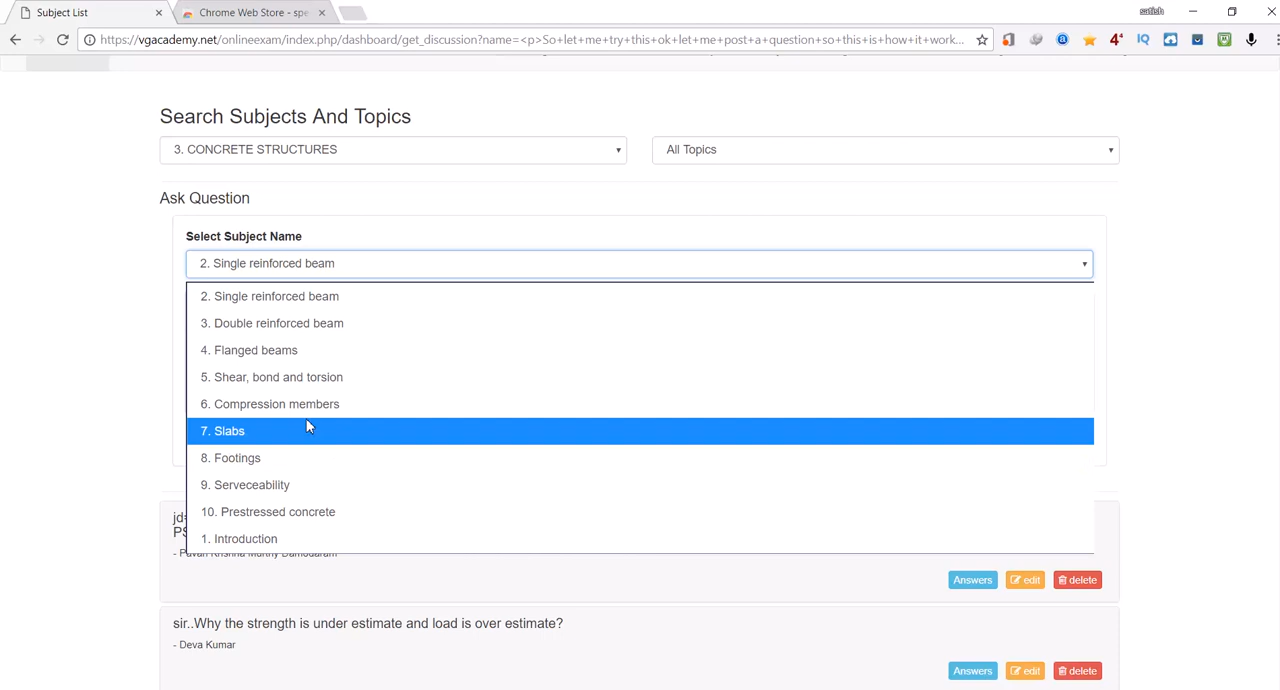 Subject List
Chrome Web Store - spe
satish
https://vgacademy.net/onlineexam/index.php/dashboard/get_discussion?name=<p>So+let+me+try+this+ok+let+me+post+a+question+so+this+is+how+it+work...
Search Subjects And Topics
3. CONCRETE STRUCTURES
All Topics
Ask Question
Select Subject Name
2. Single reinforced beam
2. Single reinforced beam
3. Double reinforced beam
4. Flanged beams
5. Shear, bond and torsion
6. Compression members
7. Slabs
8. Footings
9. Serveceability
10. Prestressed concrete
1. Introduction
Answers edit delete
sir..Why the strength is under estimate and load is over estimate?
- Deva Kumar
Answers edit delete